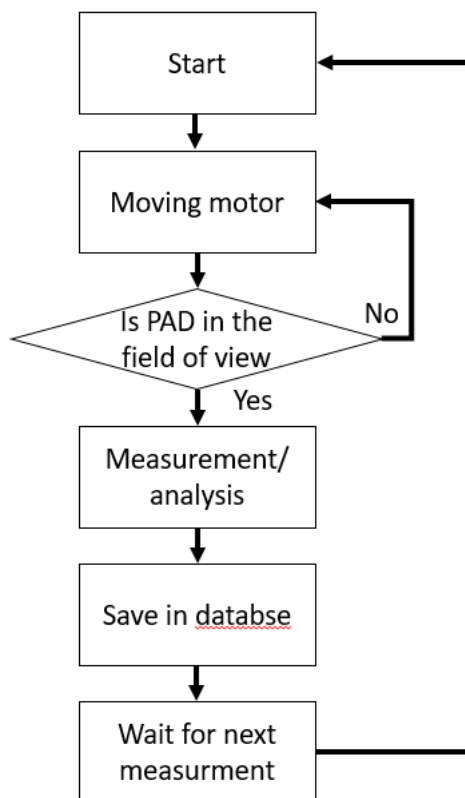 Start
Moving motor
Is PAD in the
field of view
No
Yes
Measurement/
analysis
Save in databse
Wait for next
measurment